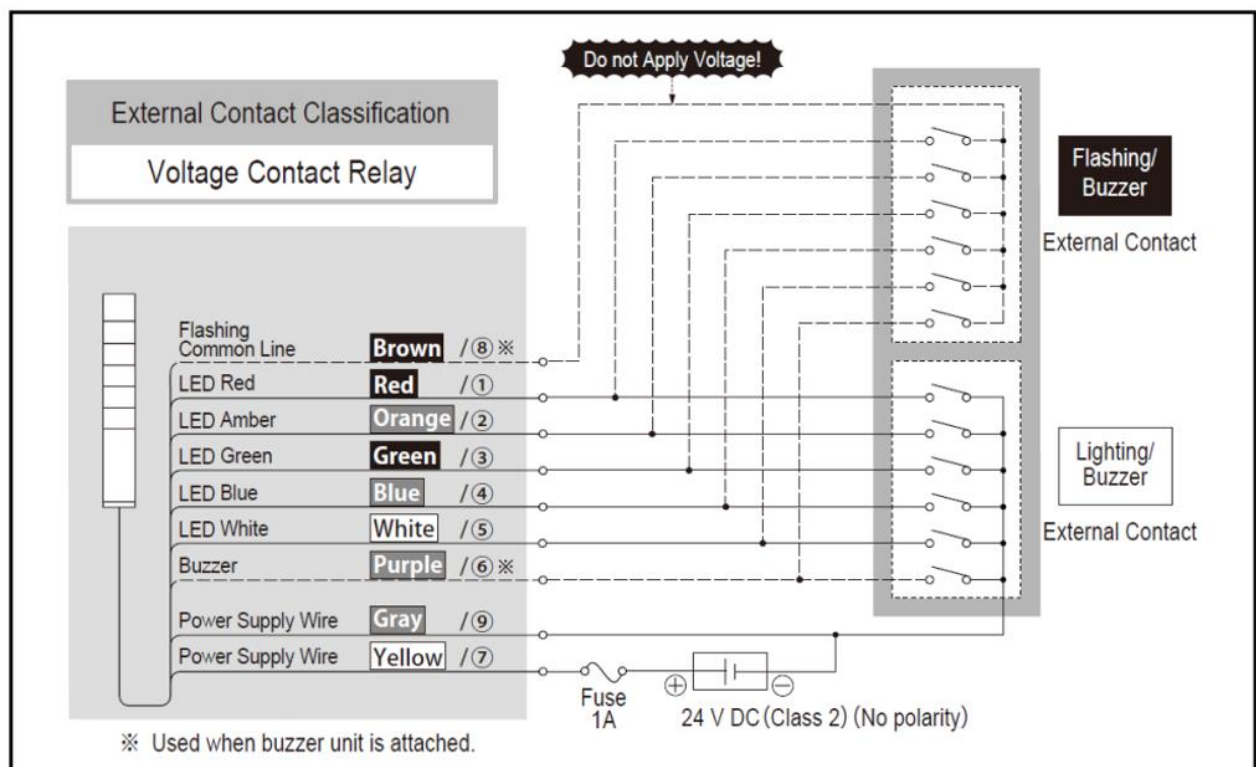 Do not Apply Voltage!
External Contact Classification
Voltage Contact Relay
Flashing/
Buzzer
External Contact
Flashing
Common Line Brown /⑧※
LED Red Red /①
LED Amber Orange /②
LED Green Green /③
LED Blue Blue /④
LED White White /⑤
Buzzer Purple /⑥※
Power Supply Wire Gray /⑨
Power Supply Wire Yellow /⑦
Lighting/
Buzzer
External Contact
Fuse
1A
⊕ ⊖
24 V DC (Class 2) (No polarity)
※ Used when buzzer unit is attached.